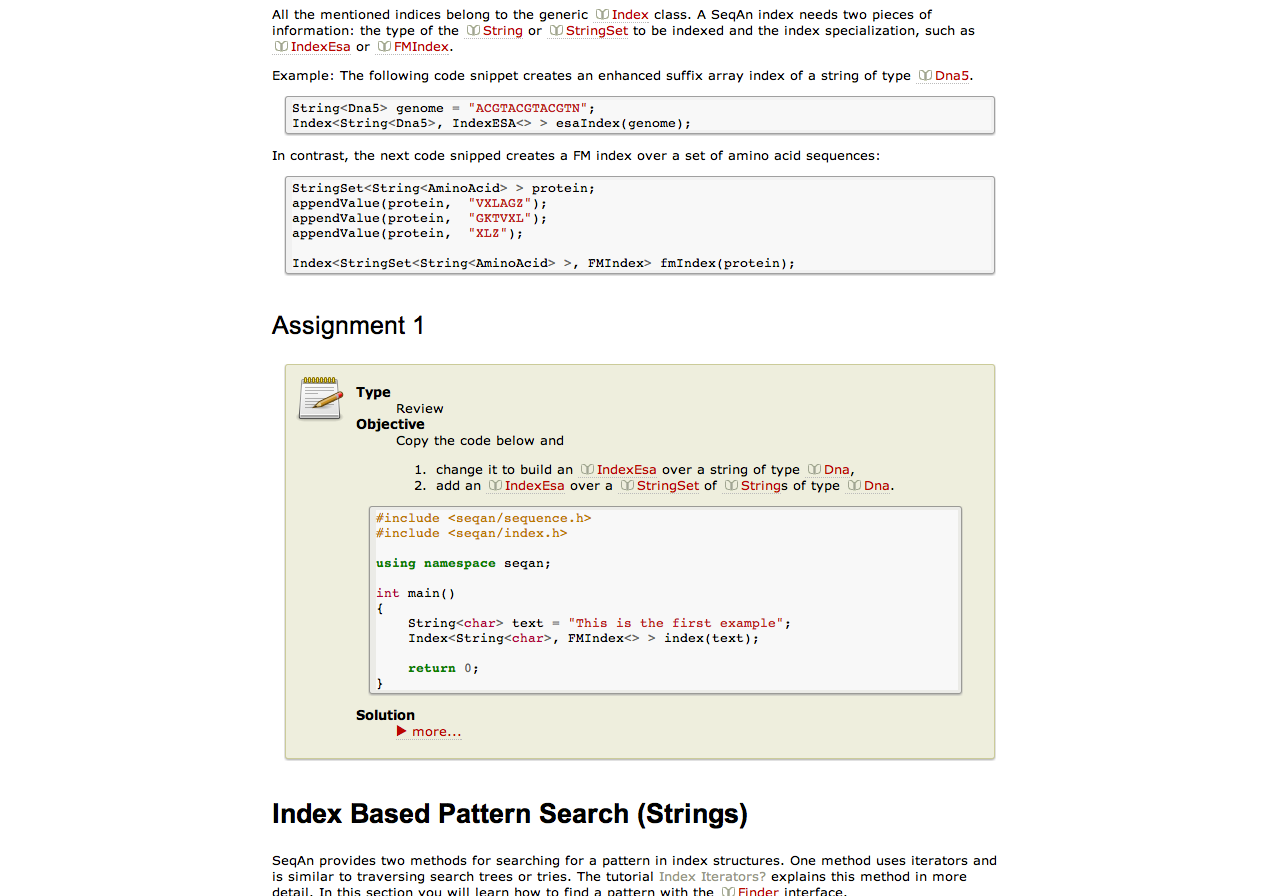 All the mentioned indices belong to the generic Index class. A SeqAn index needs two pieces of
information: the type of the String or StringSet to be indexed and the index specialization, such as
IndexEsa or FMIndex.
Example: The following code snippet creates an enhanced suffix array index of a string of type Dna5.
String<Dna5> genome = "ACGTACGTACGTN";
Index<String<Dna5>, IndexESA<> > esaIndex(genome);
In contrast, the next code snipped creates a FM index over a set of amino acid sequences:
StringSet<String<AminoAcid> > protein;
appendValue(protein,  "VXLAGZ");
appendValue(protein,  "GKTVXL");
appendValue(protein,  "XLZ");
Index<StringSet<String<AminoAcid> >, FMIndex> fmIndex(protein);
Assignment 1
Type
Review
Objective
Copy the code below and
1. change it to build an IndexEsa over a string of type Dna,
2. add an IndexEsa over a StringSet of Strings of type Dna.
#include <seqan/sequence.h>
#include <seqan/index.h>
using namespace seqan;
int main()
{
    String<char> text = "This is the first example";
    Index<String<char>, FMIndex<> > index(text);
    return 0;
}
Solution
more...
Index Based Pattern Search (Strings)
SeqAn provides two methods for searching for a pattern in index structures. One method uses iterators and
is similar to traversing search trees or tries. The tutorial Index Iterators? explains this method in more
detail. In this section you will learn how to find a pattern with the Finder interface.